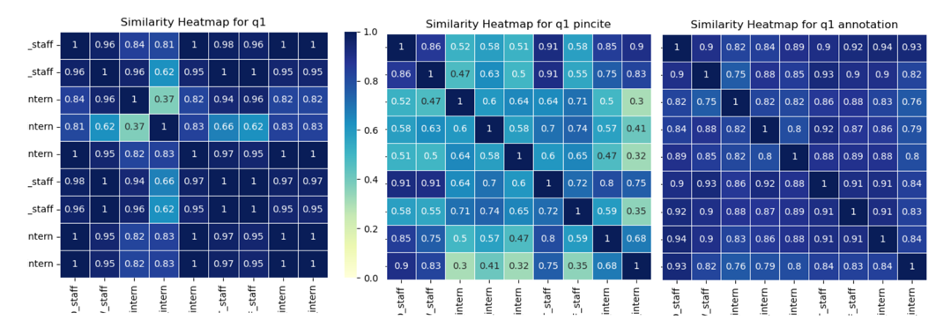 Similarity Heatmap for q1
_staff 1 0.96 0.84 0.81 1 0.98 0.96 1 1
_staff 0.96 1 0.96 0.62 0.95 1 1 0.95 0.95
ntern 0.84 0.96 1 0.37 0.82 0.94 0.96 0.82 0.82
ntern 0.81 0.62 0.37 1 0.83 0.66 0.62 0.83 0.83
ntern 1 0.95 0.82 0.83 1 0.97 0.95 1 1
_staff 0.98 1 0.94 0.66 0.97 1 1 0.97 0.97
_staff 0.96 1 0.96 0.62 0.95 1 1 0.95 0.95
ntern 1 0.95 0.82 0.83 1 0.97 0.95 1 1
ntern 1 0.95 0.82 0.83 1 0.97 0.95 1 1
_staff _staff intern intern intern _staff _staff intern intern
1.0
0.8
0.6
0.4
0.2
0.0
Similarity Heatmap for q1 pincite
1 0.86 0.52 0.58 0.51 0.91 0.58 0.85 0.9
0.86 1 0.47 0.63 0.5 0.91 0.55 0.75 0.83
0.52 0.47 1 0.6 0.64 0.64 0.71 0.5 0.3
0.58 0.63 0.6 1 0.58 0.7 0.74 0.57 0.41
0.51 0.5 0.64 0.58 1 0.6 0.65 0.47 0.32
0.91 0.91 0.64 0.7 0.6 1 0.72 0.8 0.75
0.58 0.55 0.71 0.74 0.65 0.72 1 0.59 0.35
0.85 0.75 0.5 0.57 0.47 0.8 0.59 1 0.68
0.9 0.83 0.3 0.41 0.32 0.75 0.35 0.68 1
_staff _staff intern intern intern _staff _staff intern intern
Similarity Heatmap for q1 annotation
1 0.9 0.82 0.84 0.89 0.9 0.92 0.94 0.93
0.9 1 0.75 0.88 0.85 0.93 0.9 0.9 0.82
0.82 0.75 1 0.82 0.82 0.86 0.88 0.83 0.76
0.84 0.88 0.82 1 0.8 0.92 0.87 0.86 0.79
0.89 0.85 0.82 0.8 1 0.88 0.89 0.88 0.8
0.9 0.93 0.86 0.92 0.88 1 0.91 0.91 0.84
0.92 0.9 0.88 0.87 0.89 0.91 1 0.91 0.83
0.94 0.9 0.83 0.86 0.88 0.91 0.91 1 0.84
0.93 0.82 0.76 0.79 0.8 0.84 0.83 0.84 1
_staff _staff intern intern intern _staff _staff intern intern